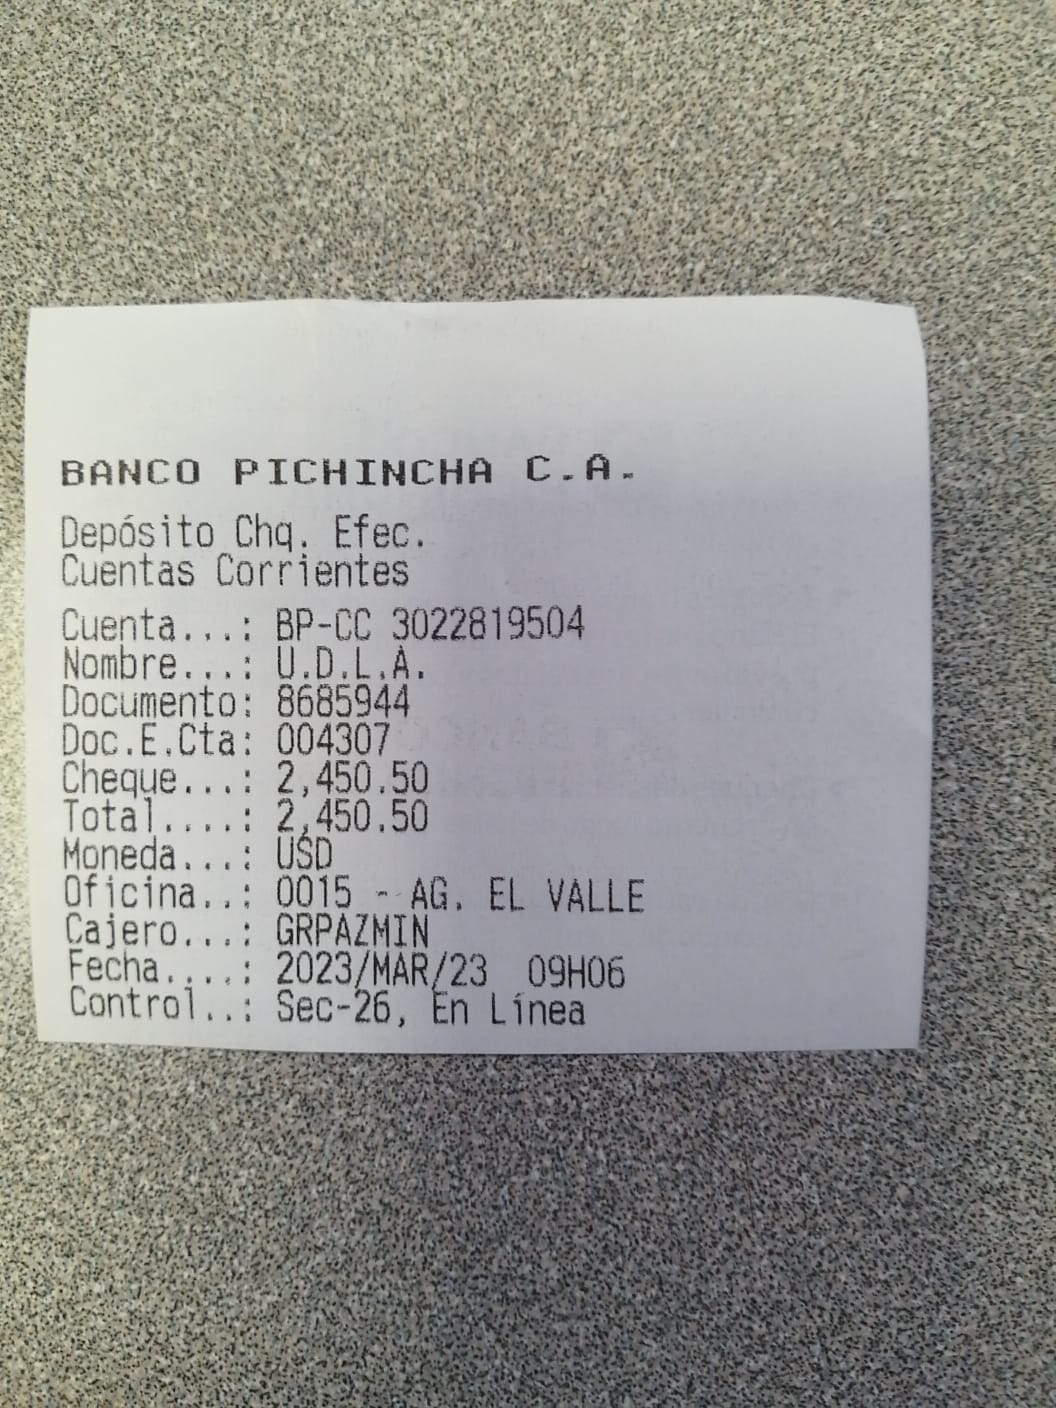 BANCO PICHINCHA C.A.
Depósito Chq. Efec.
Cuentas Corrientes
Cuenta...: BP-CC 3022819504
Nombre...: U.D.L.A.
Documento: 8685944
Doc.E.Cta: 004307
Cheque...: 2,450.50
Total....: 2,450.50
Moneda...: USD
Oficina..: 0015 - AG. EL VALLE
Cajero...: GRPAZMIN
Fecha....: 2023/MAR/23 09H06
Control..: Sec-26, En Línea